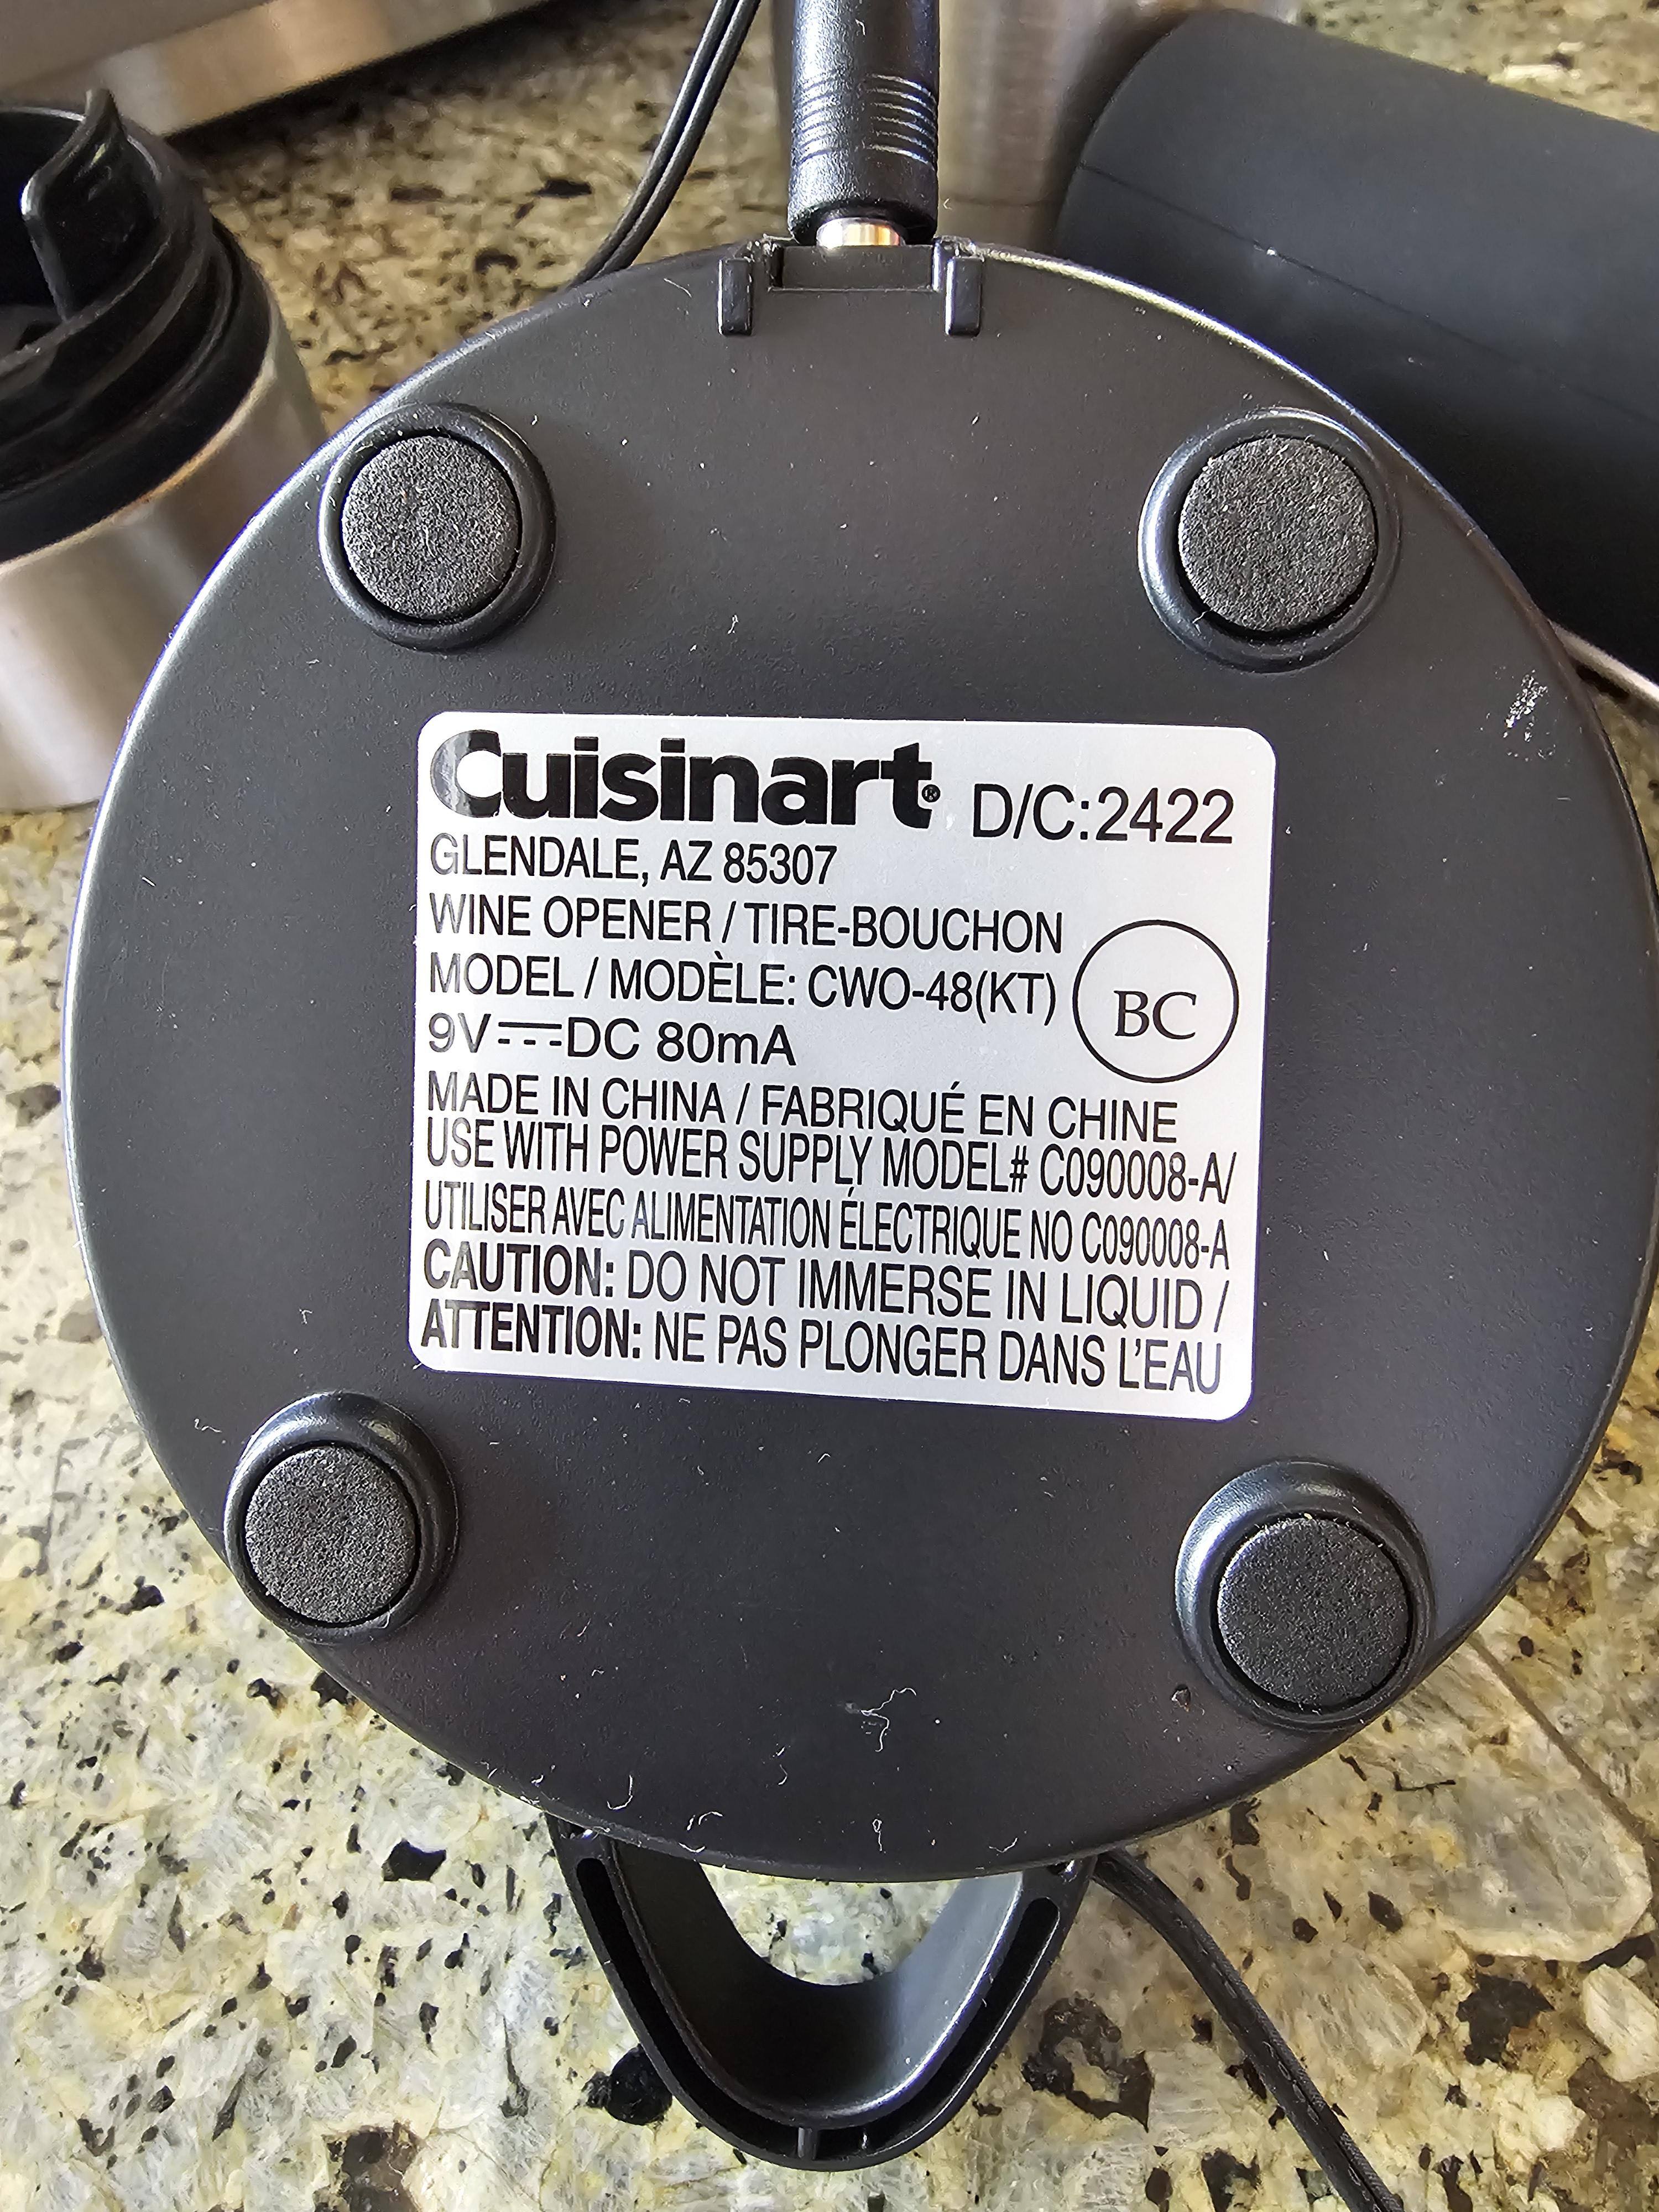 Cuisinart® D/C:2422
GLENDALE, AZ 85307
WINE OPENER / TIRE-BOUCHON
MODEL / MODÈLE: CWO-48(KT)
BC
9V⎓DC 80mA
MADE IN CHINA / FABRIQUÉ EN CHINE
USE WITH POWER SUPPLY MODEL# C090008-A/
UTILISER AVEC ALIMENTATION ÉLECTRIQUE NO C090008-A
CAUTION: DO NOT IMMERSE IN LIQUID /
ATTENTION: NE PAS PLONGER DANS L'EAU